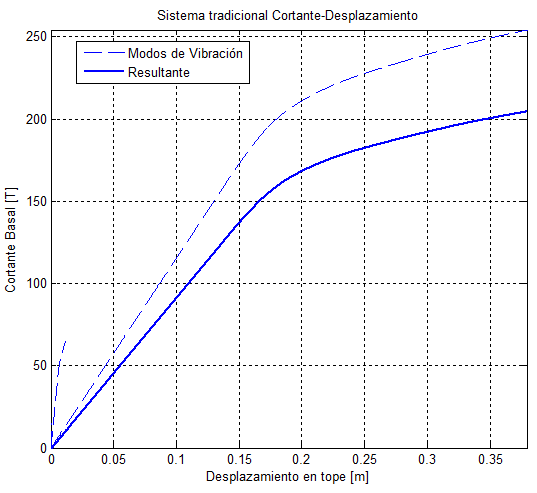 Sistema tradicional Cortante-Desplazamiento
Modos de Vibración
Resultante
Cortante Basal [T]
250
200
150
100
50
0
0 0.05 0.1 0.15 0.2 0.25 0.3 0.35
Desplazamiento en tope [m]